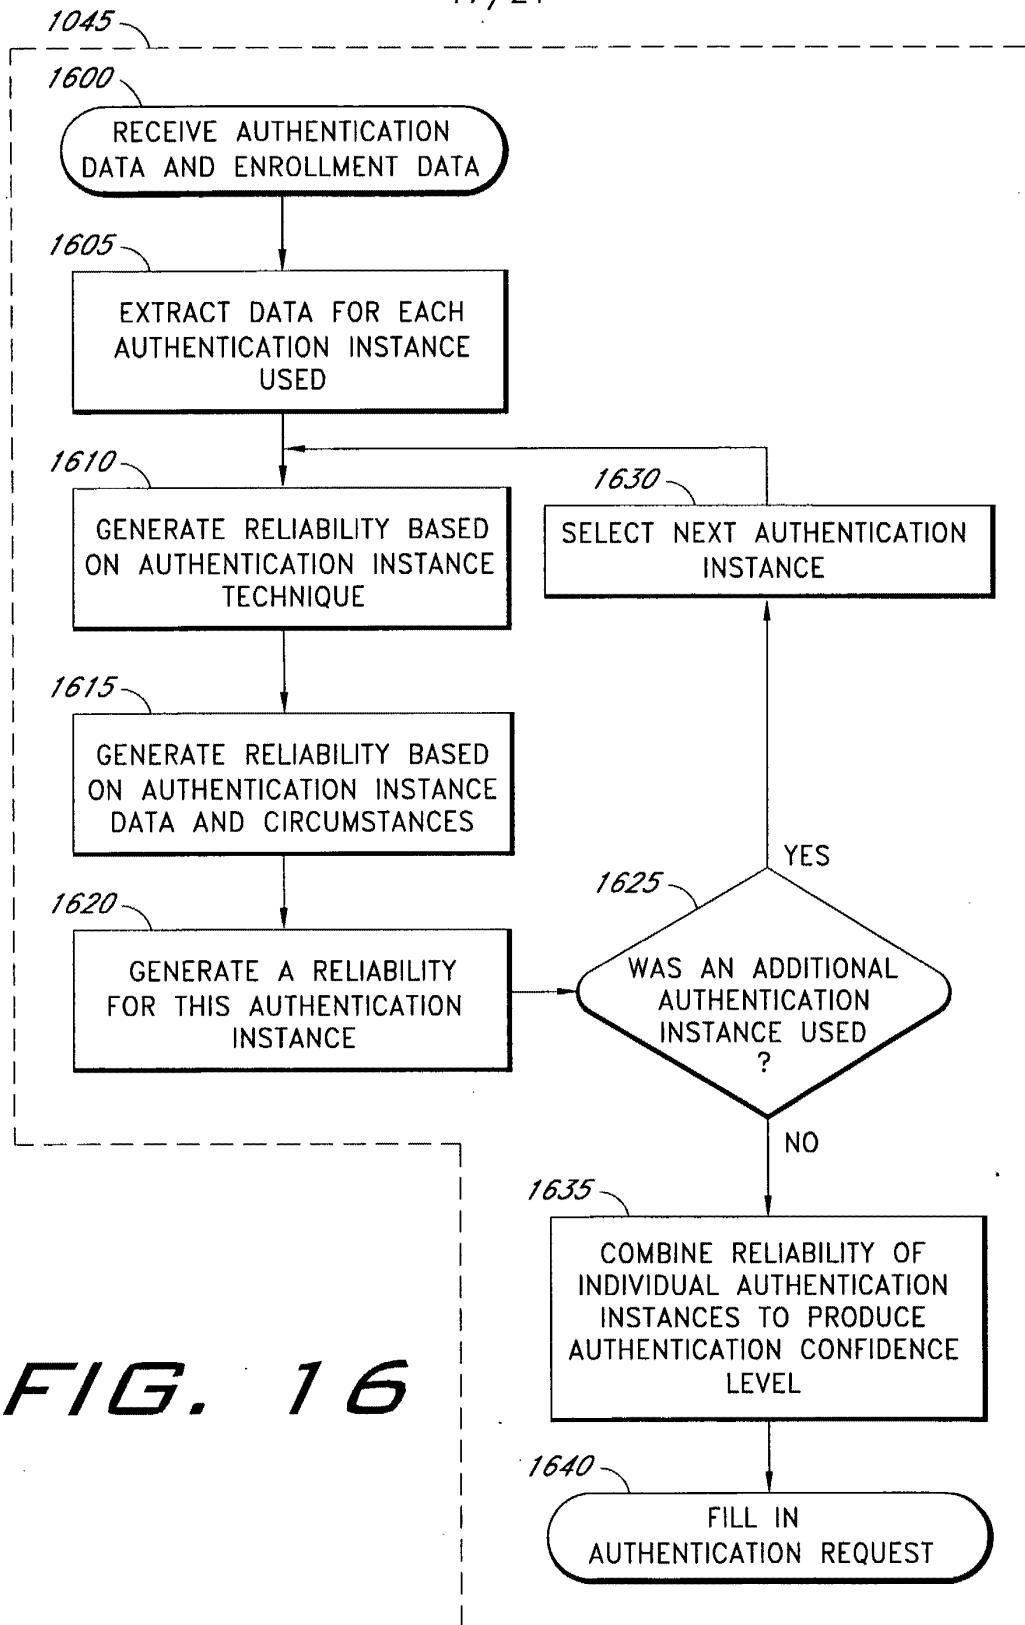 1045
1600
RECEIVE AUTHENTICATION
DATA AND ENROLLMENT DATA
1605
EXTRACT DATA FOR EACH
AUTHENTICATION INSTANCE
USED
1610
GENERATE RELIABILITY BASED
ON AUTHENTICATION INSTANCE
TECHNIQUE
1630
SELECT NEXT AUTHENTICATION
INSTANCE
1615
GENERATE RELIABILITY BASED
ON AUTHENTICATION INSTANCE
DATA AND CIRCUMSTANCES
YES
1620
GENERATE A RELIABILITY
FOR THIS AUTHENTICATION
INSTANCE
1625
WAS AN ADDITIONAL
AUTHENTICATION
INSTANCE USED
?
NO
1635
COMBINE RELIABILITY OF
INDIVIDUAL AUTHENTICATION
INSTANCES TO PRODUCE
AUTHENTICATION CONFIDENCE
LEVEL
FIG. 16
1640
FILL IN
AUTHENTICATION REQUEST